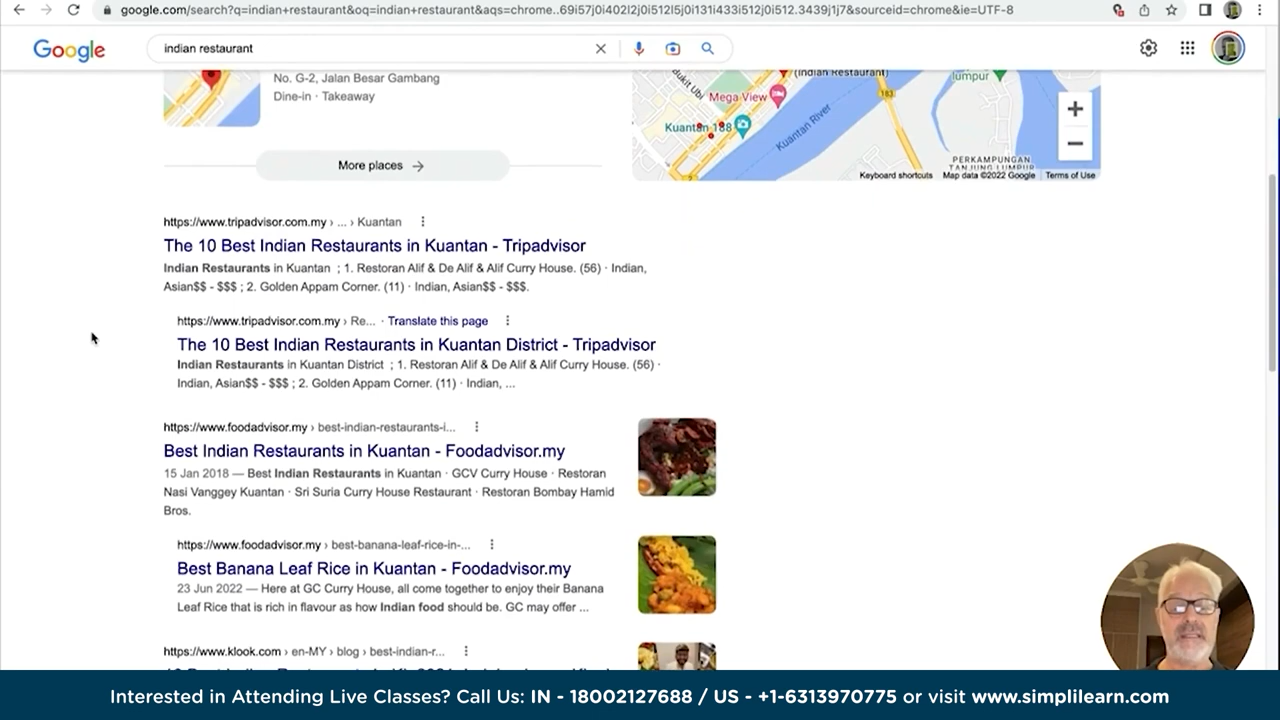 google.com/search?q=indian+restaurant&oq=indian+restaurant&aqs=chrome..69i57j0i402l2j0i512l5j0i131i433i512j0i512.3439j1j7&sourceid=chrome&ie=UTF-8
Google
indian restaurant
No. G-2, Jalan Besar Gambang
Dine-in · Takeaway
More places →
(Indian Restaurant)
lumpur
Bukit Ubi
Mega View
183
Kuantan 188
Kuantan River
PERKAMPUNGAN
TANJUNG LUMPUR
2
+
−
Keyboard shortcuts Map data ©2022 Google Terms of Use
https://www.tripadvisor.com.my › ... › Kuantan
The 10 Best Indian Restaurants in Kuantan - Tripadvisor
Indian Restaurants in Kuantan ; 1. Restoran Alif & De Alif & Alif Curry House. (56) · Indian,
Asian$$ - $$$ ; 2. Golden Appam Corner. (11) · Indian, Asian$$ - $$$.
https://www.tripadvisor.com.my › Re... · Translate this page
The 10 Best Indian Restaurants in Kuantan District - Tripadvisor
Indian Restaurants in Kuantan District ; 1. Restoran Alif & De Alif & Alif Curry House. (56) ·
Indian, Asian$$ - $$$ ; 2. Golden Appam Corner. (11) · Indian, ...
https://www.foodadvisor.my › best-indian-restaurants-i...
Best Indian Restaurants in Kuantan - Foodadvisor.my
15 Jan 2018 — Best Indian Restaurants in Kuantan · GCV Curry House · Restoran
Nasi Vanggey Kuantan · Sri Suria Curry House Restaurant · Restoran Bombay Hamid
Bros.
https://www.foodadvisor.my › best-banana-leaf-rice-in-...
Best Banana Leaf Rice in Kuantan - Foodadvisor.my
23 Jun 2022 — Here at GC Curry House, all come together to enjoy their Banana
Leaf Rice that is rich in flavour as how Indian food should be. GC may offer ...
https://www.klook.com › en-MY › blog › best-indian-r...
Interested in Attending Live Classes? Call Us: IN - 18002127688 / US - +1-6313970775 or visit www.simplilearn.com